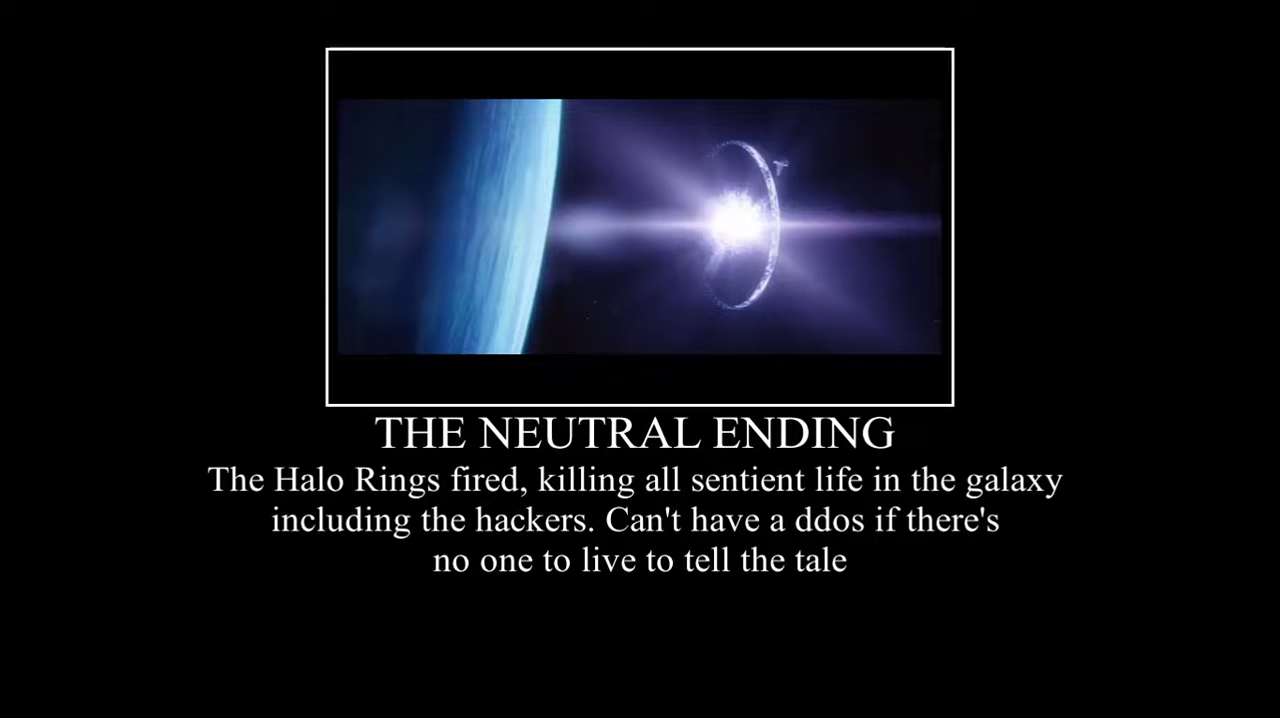 THE NEUTRAL ENDING
The Halo Rings fired, killing all sentient life in the galaxy
including the hackers. Can't have a ddos if there's
no one to live to tell the tale